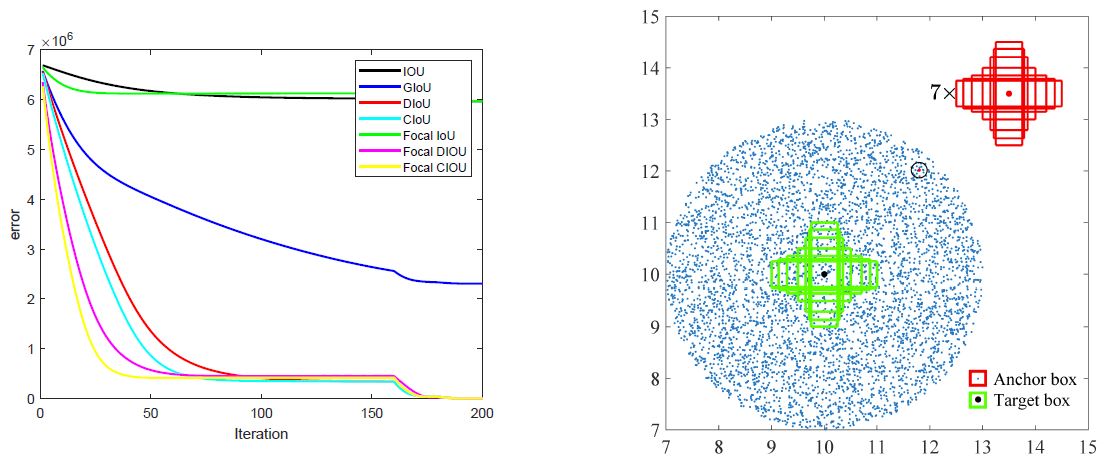 ×10⁶
7
6
5
4
3
2
1
0
error
0 50 100 150 200
Iteration
IOU
GIoU
DIoU
CIoU
Focal IoU
Focal DIOU
Focal CIOU
15
14
13
12
11
10
9
8
7
7 8 9 10 11 12 13 14 15
7×
Anchor box
Target box